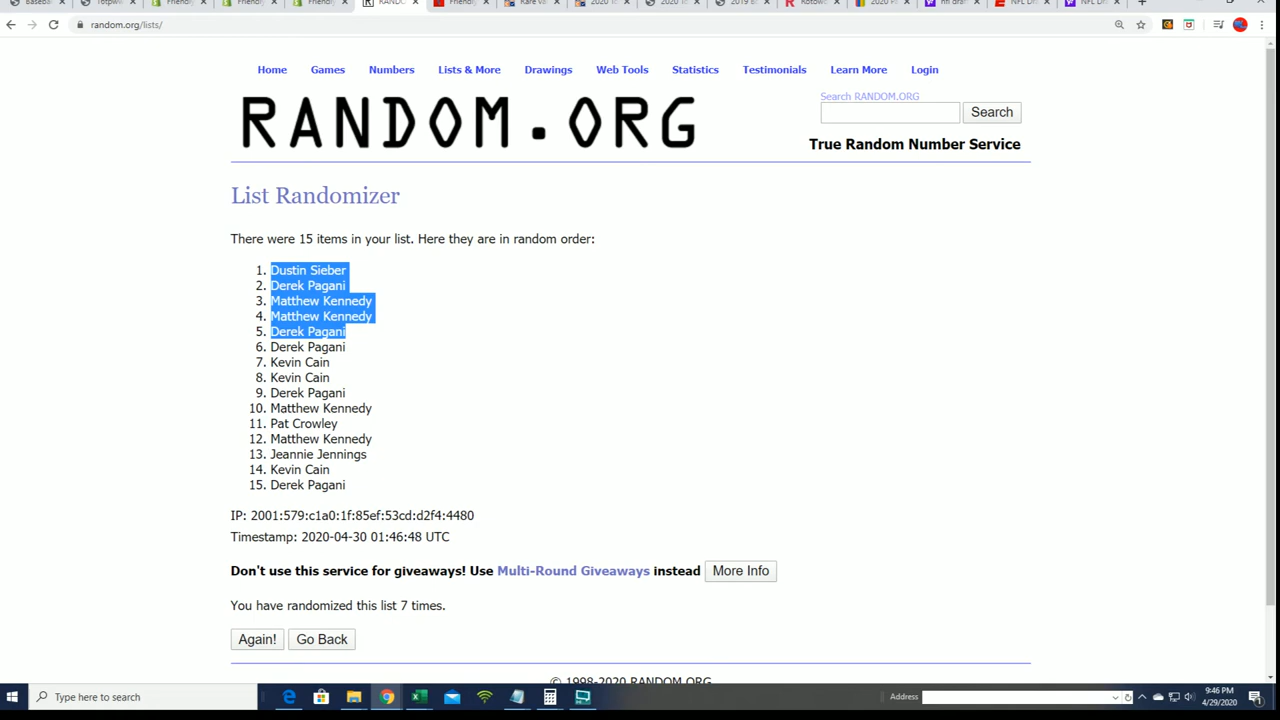 random.org/lists/
Home Games Numbers Lists & More Drawings Web Tools Statistics Testimonials Learn More Login
RANDOM.ORG
Search RANDOM.ORG
Search
True Random Number Service
List Randomizer
There were 15 items in your list. Here they are in random order:
1. Dustin Sieber
2. Derek Pagani
3. Matthew Kennedy
4. Matthew Kennedy
5. Derek Pagani
6. Derek Pagani
7. Kevin Cain
8. Kevin Cain
9. Derek Pagani
10. Matthew Kennedy
11. Pat Crowley
12. Matthew Kennedy
13. Jeannie Jennings
14. Kevin Cain
15. Derek Pagani
IP: 2001:579:c1a0:1f:85ef:53cd:d2f4:4480
Timestamp: 2020-04-30 01:46:48 UTC
Don't use this service for giveaways! Use Multi-Round Giveaways instead More Info
You have randomized this list 7 times.
Again! Go Back
© 1998-2020 RANDOM.ORG
Type here to search
Address
9:46 PM
4/29/2020